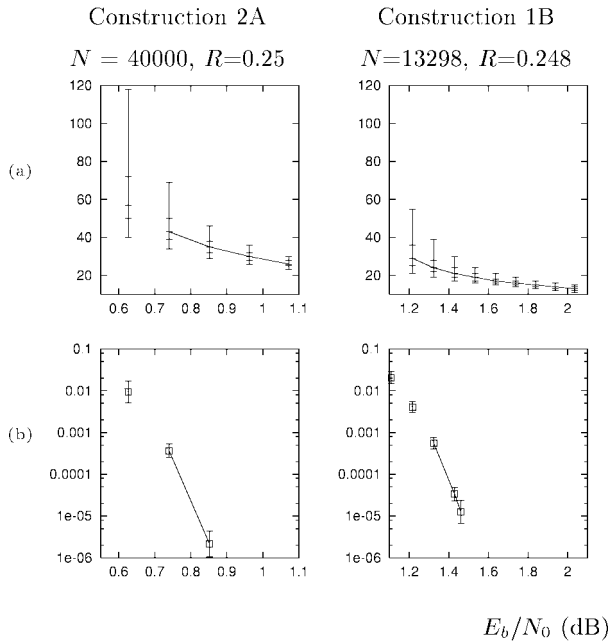 Construction 2A
Construction 1B
N = 40000, R=0.25
N=13298, R=0.248
(a)
120
100
80
60
40
20
0.6 0.7 0.8 0.9 1 1.1
120
100
80
60
40
20
1.2 1.4 1.6 1.8 2
(b)
0.1
0.01
0.001
0.0001
1e-05
1e-06
0.6 0.7 0.8 0.9 1 1.1
0.1
0.01
0.001
0.0001
1e-05
1e-06
1.2 1.4 1.6 1.8 2
E_b/N_0 (dB)